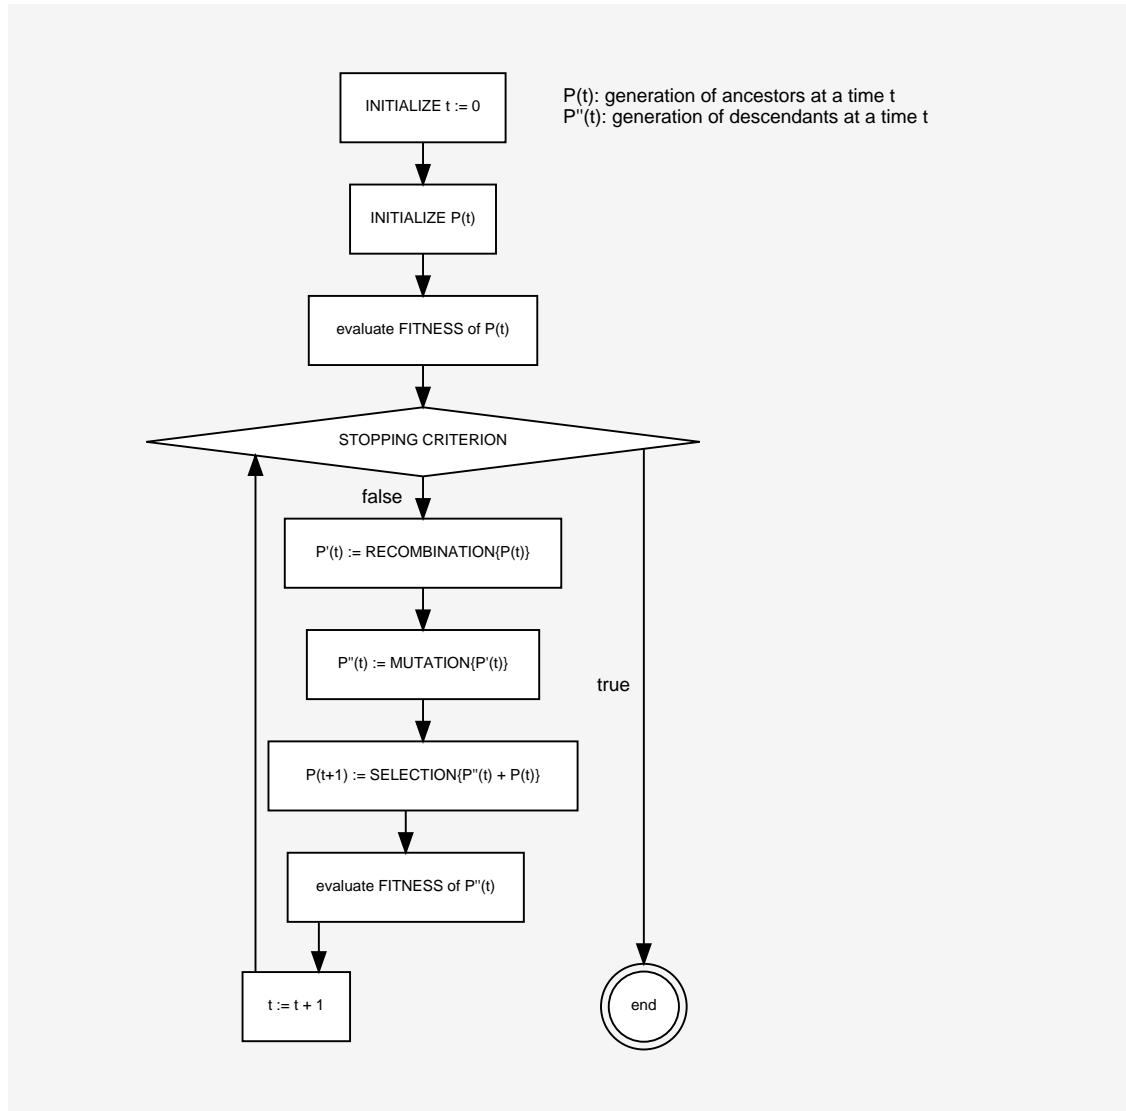 INITIALIZE t := 0
P(t): generation of ancestors at a time t
P''(t): generation of descendants at a time t
INITIALIZE P(t)
evaluate FITNESS of P(t)
STOPPING CRITERION
false
P'(t) := RECOMBINATION{P(t)}
P''(t) := MUTATION{P'(t)}
true
P(t+1) := SELECTION{P''(t) + P(t)}
evaluate FITNESS of P''(t)
t := t + 1
end